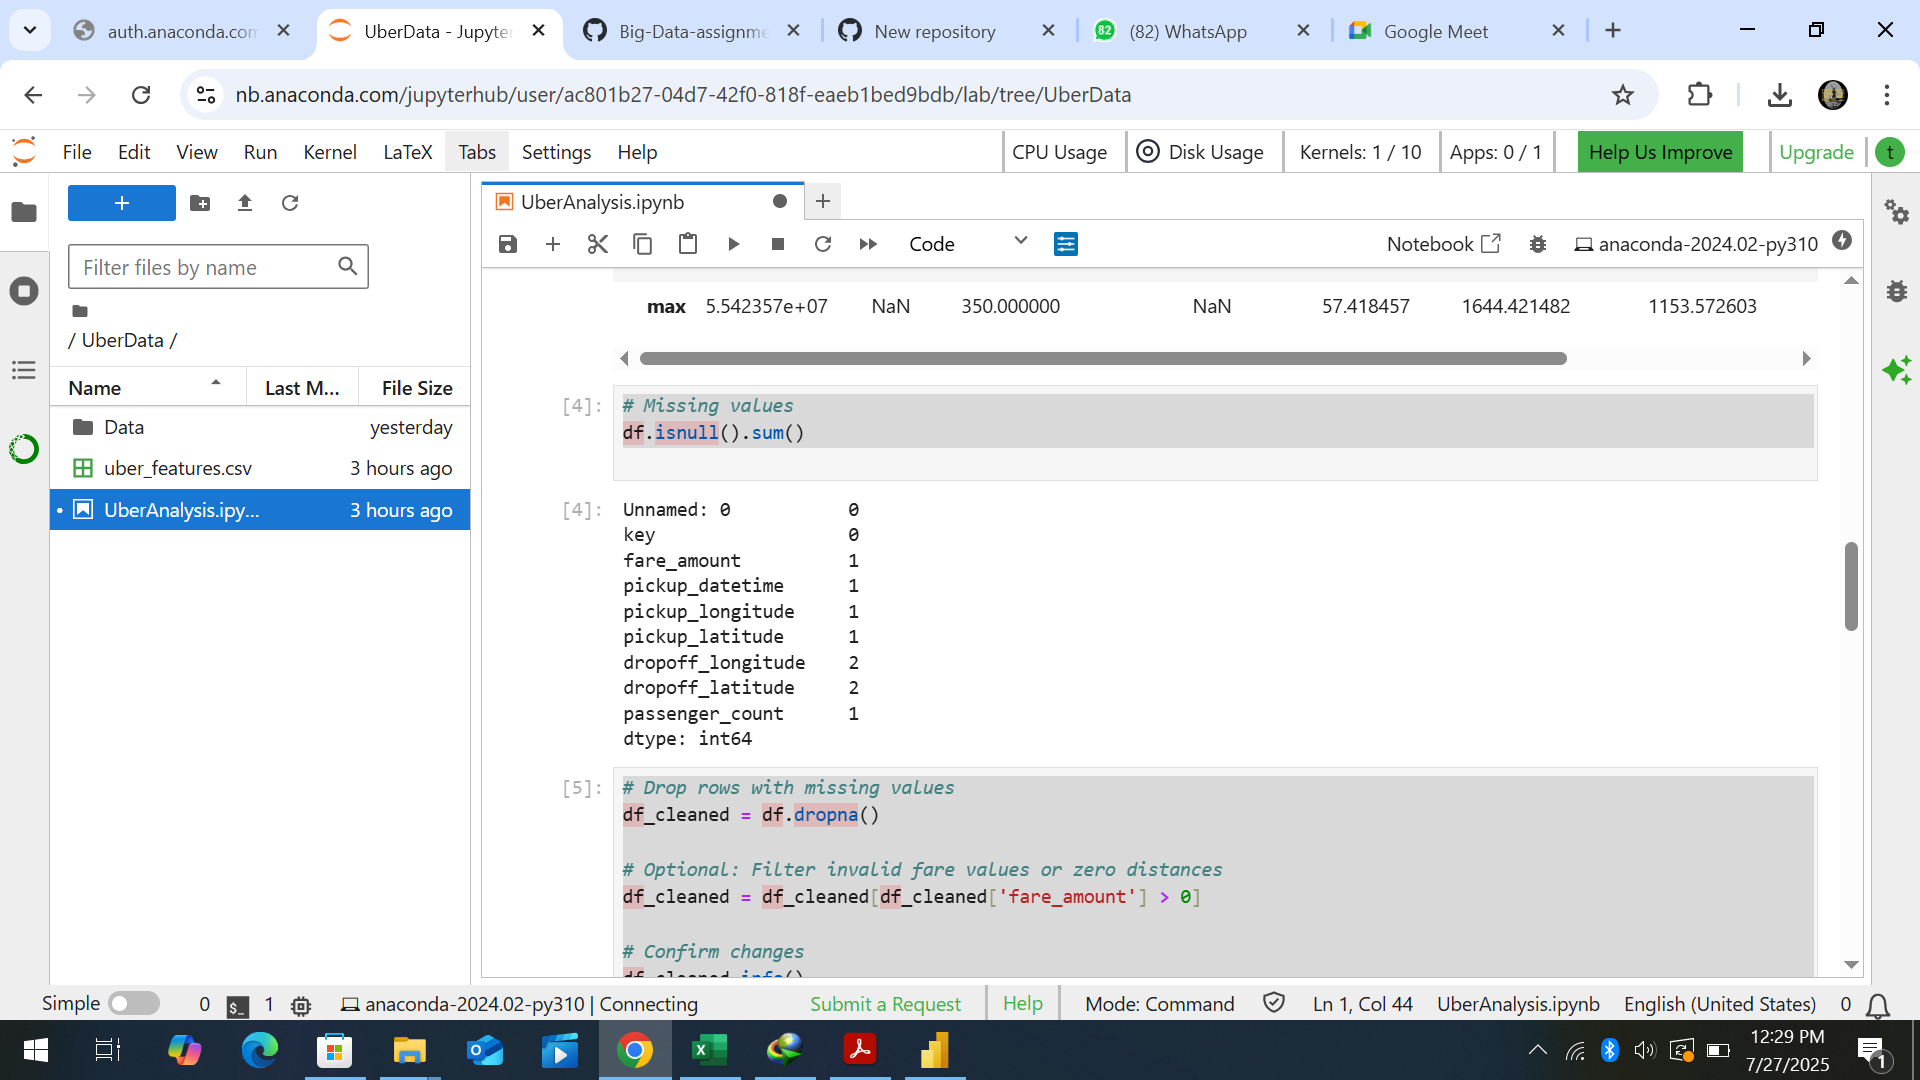 auth.anaconda.con
UberData - Jupyte
Big-Data-assignme
New repository
82
(82) WhatsApp
Google Meet
nb.anaconda.com/jupyterhub/user/ac801b27-04d7-42f0-818f-eaeb1bed9bdb/lab/tree/UberData
File Edit View Run Kernel LaTeX Tabs Settings Help
CPU Usage Disk Usage Kernels: 1 / 10 Apps: 0 / 1 Help Us Improve Upgrade t
UberAnalysis.ipynb
Code
Notebook
anaconda-2024.02-py310
Filter files by name
/ UberData /
Name Last M... File Size
Data yesterday
uber_features.csv 3 hours ago
UberAnalysis.ipy... 3 hours ago
max 5.542357e+07 NaN 350.000000 NaN 57.418457 1644.421482 1153.572603
[4]: # Missing values
df.isnull().sum()
[4]: Unnamed: 0 0
key 0
fare_amount 1
pickup_datetime 1
pickup_longitude 1
pickup_latitude 1
dropoff_longitude 2
dropoff_latitude 2
passenger_count 1
dtype: int64
[5]: # Drop rows with missing values
df_cleaned = df.dropna()
# Optional: Filter invalid fare values or zero distances
df_cleaned = df_cleaned[df_cleaned['fare_amount'] > 0]
# Confirm changes
df_cleaned.info()
Simple 0 $_ 1 anaconda-2024.02-py310 | Connecting Submit a Request Help Mode: Command Ln 1, Col 44 UberAnalysis.ipynb English (United States) 0
12:29 PM
7/27/2025
1